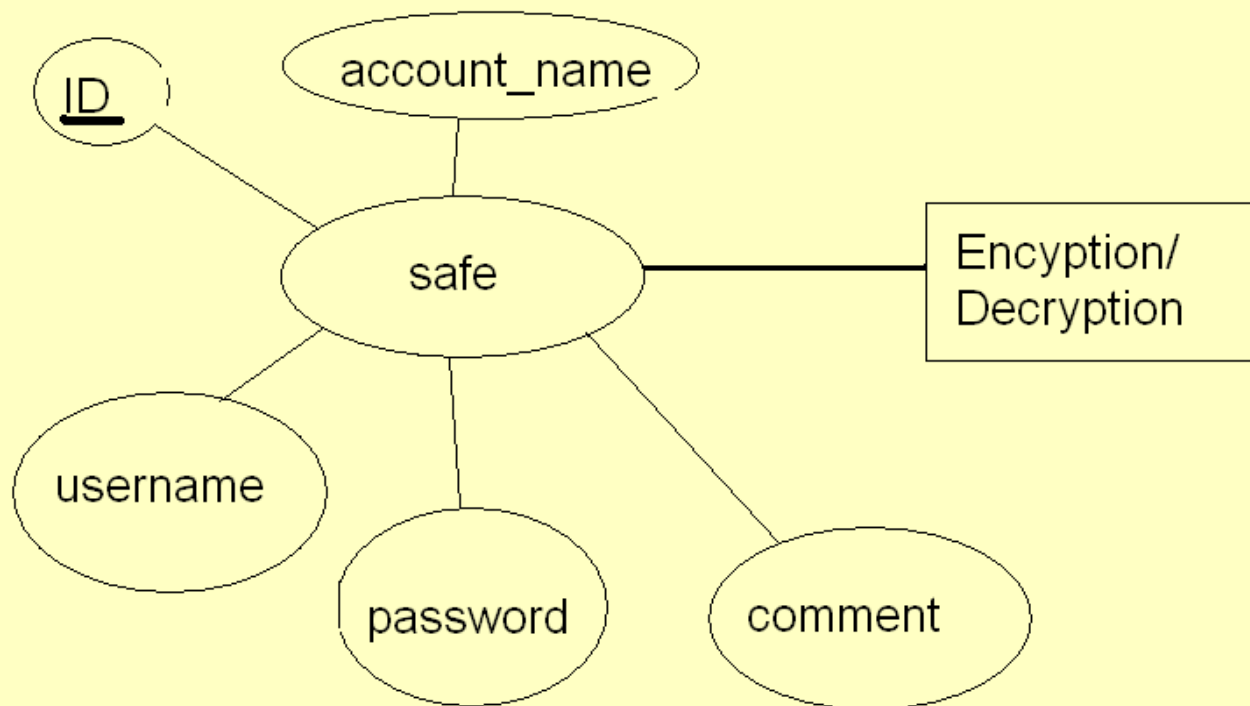 ID
account_name
safe
Encyption/
Decryption
username
password
comment